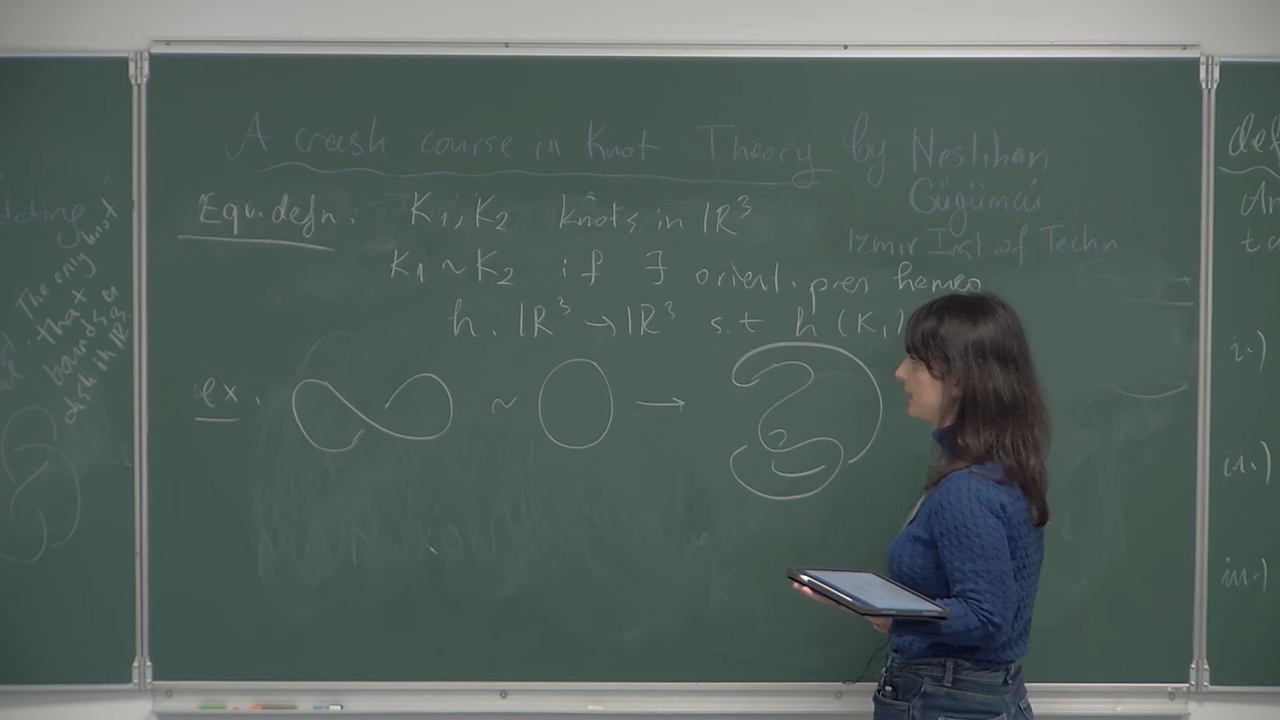 A crash course in Knot Theory by Neslihan
Gügümcü
Izmir Inst of Techn
Equ. defn. K₁, K₂ knots in ℝ³
K₁ ~ K₂ if ∃ orient. pres homeo
h. ℝ³ → ℝ³ s.t h (K₁)
ex. ~ →
dding
The only knot
that
bounds a
disk in ℝ³.
def
i.)
ii.)
iii.)